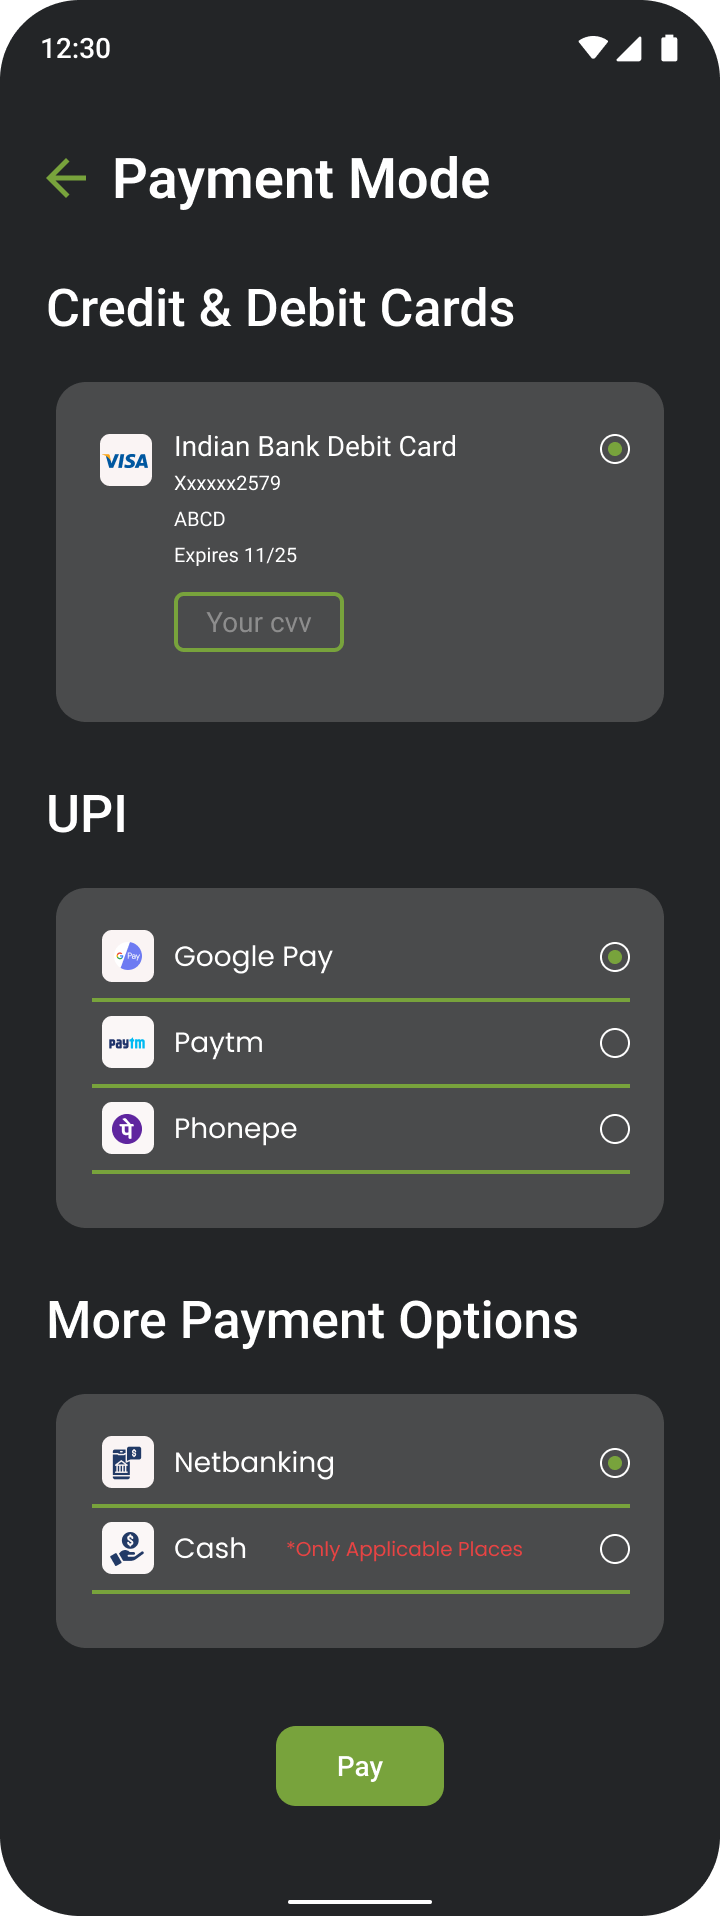 12:30
Payment Mode
Credit & Debit Cards
VISA
Indian Bank Debit Card
Xxxxxx2579
ABCD
Expires 11/25
Your cvv
UPI
G Pay
Google Pay
paytm
Paytm
पे
Phonepe
More Payment Options
$
Netbanking
$
Cash *Only Applicable Places
Pay